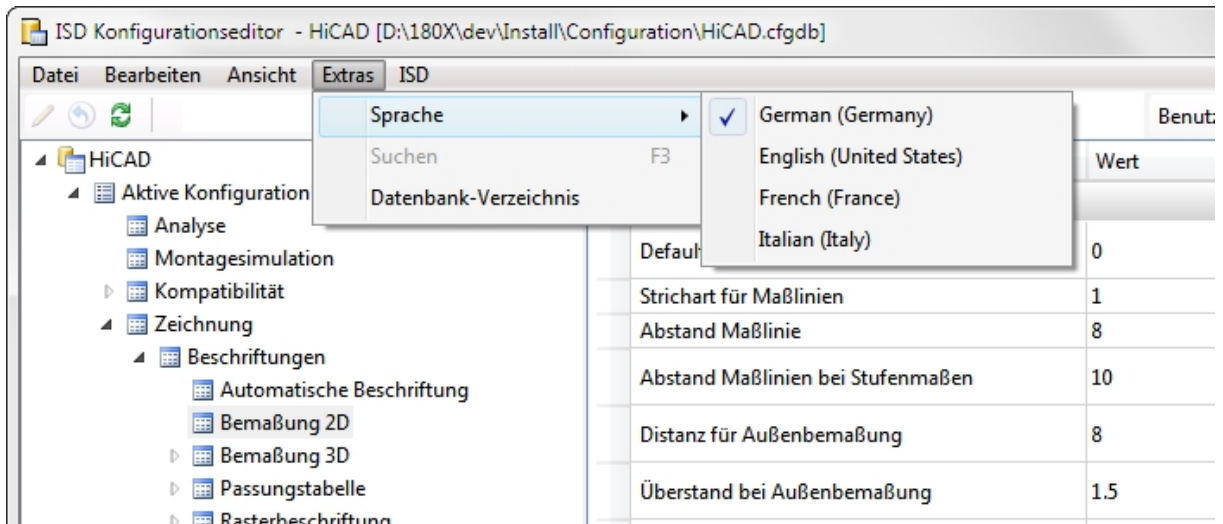 ISD Konfigurationseditor - HiCAD [D:\180X\dev\Install\Configuration\HiCAD.cfgdb]
Datei Bearbeiten Ansicht Extras ISD
Sprache
Suchen F3
Datenbank-Verzeichnis
German (Germany)
English (United States)
French (France)
Italian (Italy)
HiCAD
Aktive Konfiguration
Analyse
Montagesimulation
Kompatibilität
Zeichnung
Beschriftungen
Automatische Beschriftung
Bemaßung 2D
Bemaßung 3D
Passungstabelle
Rasterbeschriftung
Wert
0
Strichart für Maßlinien 1
Abstand Maßlinie 8
Abstand Maßlinien bei Stufenmaßen 10
Distanz für Außenbemaßung 8
Überstand bei Außenbemaßung 1.5